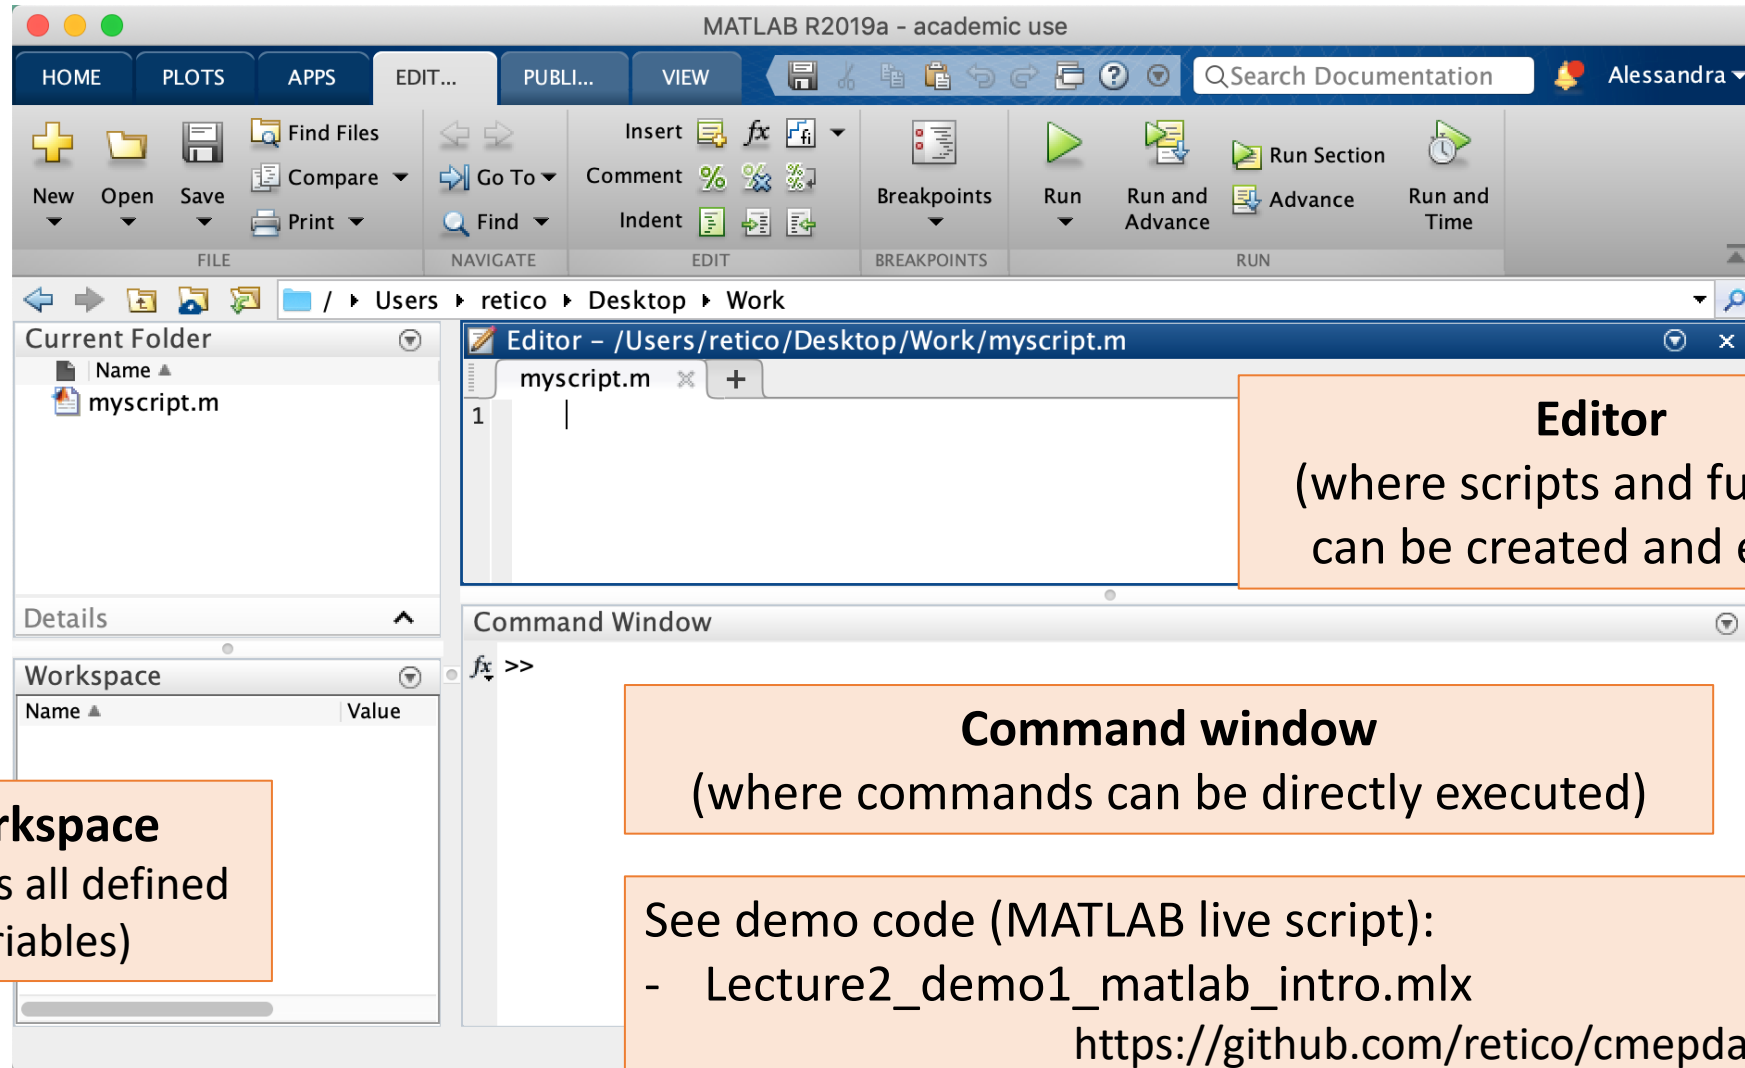 MATLAB R2019a - academic use
HOME PLOTS APPS EDIT... PUBLI... VIEW Search Documentation Alessandra
New Open Save Find Files Compare Print
FILE
Go To Find
NAVIGATE
Insert fx fi
Comment
Indent
EDIT
Breakpoints
BREAKPOINTS
Run Run and Advance Run Section Advance Run and Time
RUN
/ Users retico Desktop Work
Current Folder
Name
myscript.m
Details
Workspace
Name Value
rkspace
s all defined
riables)
Editor – /Users/retico/Desktop/Work/myscript.m
myscript.m +
1
Editor
(where scripts and fu
can be created and e
Command Window
fx >>
Command window
(where commands can be directly executed)
See demo code (MATLAB live script):
- Lecture2_demo1_matlab_intro.mlx
https://github.com/retico/cmepda